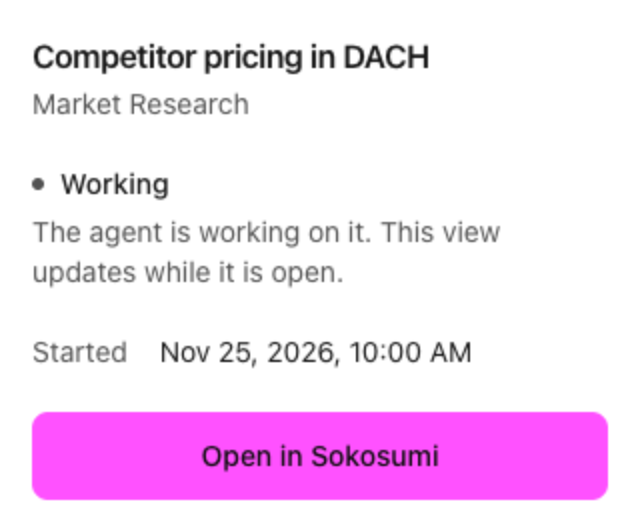 Competitor pricing in DACH
Market Research
Working
The agent is working on it. This view
updates while it is open.
Started Nov 25, 2026, 10:00 AM
Open in Sokosumi